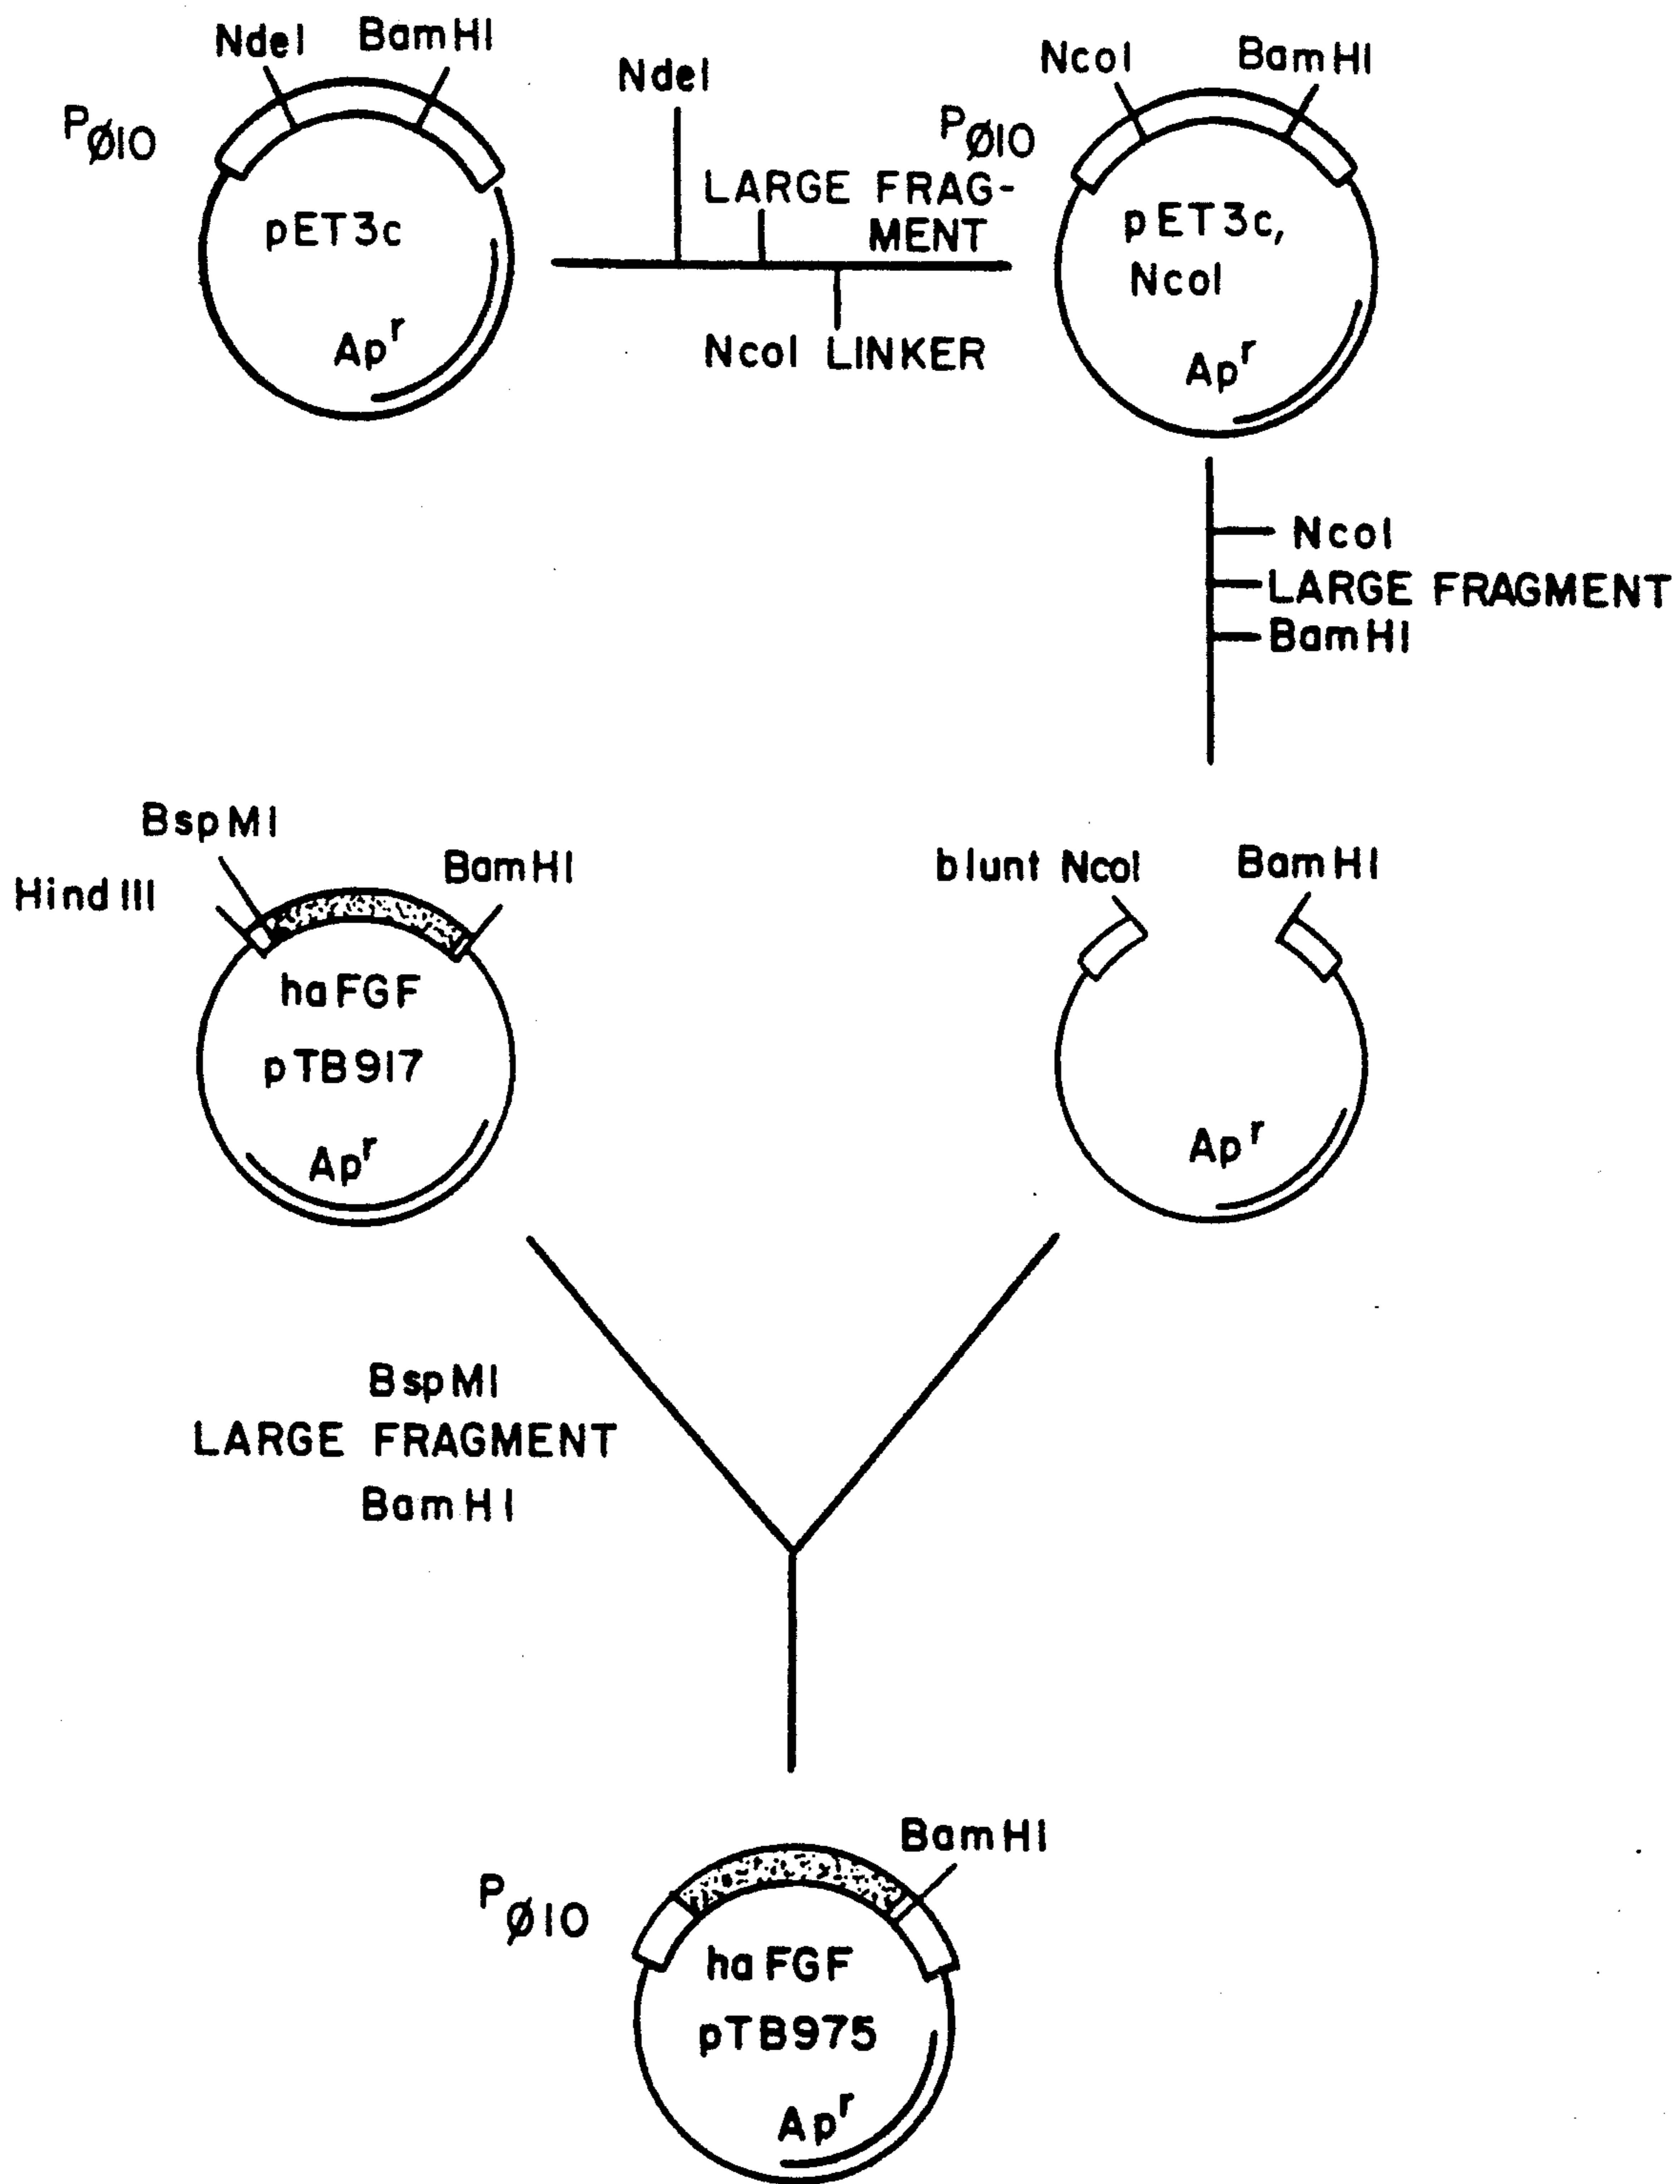 NdeI BamHI
PØ10
pET3c
Apr
NdeI
LARGE FRAG-
MENT
NcoI LINKER
NcoI BamHI
PØ10
pET3c,
NcoI
Apr
NcoI
LARGE FRAGMENT
BamHI
BspMI
HindIII
BamHI
haFGF
pTB917
Apr
blunt NcoI BamHI
Apr
BspMI
LARGE FRAGMENT
BamHI
BamHI
PØ10
haFGF
pTB975
Apr